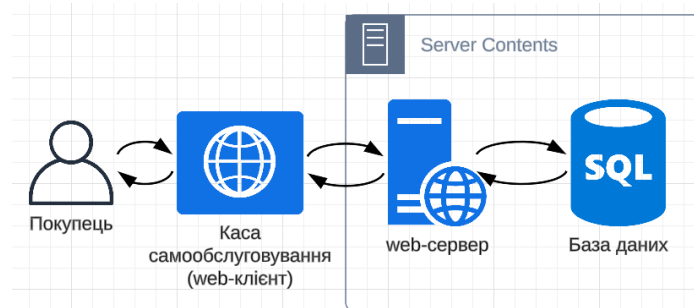 Server Contents
SQL
Покупець
Каса
самообслуговування
(web-клієнт)
web-сервер
База даних